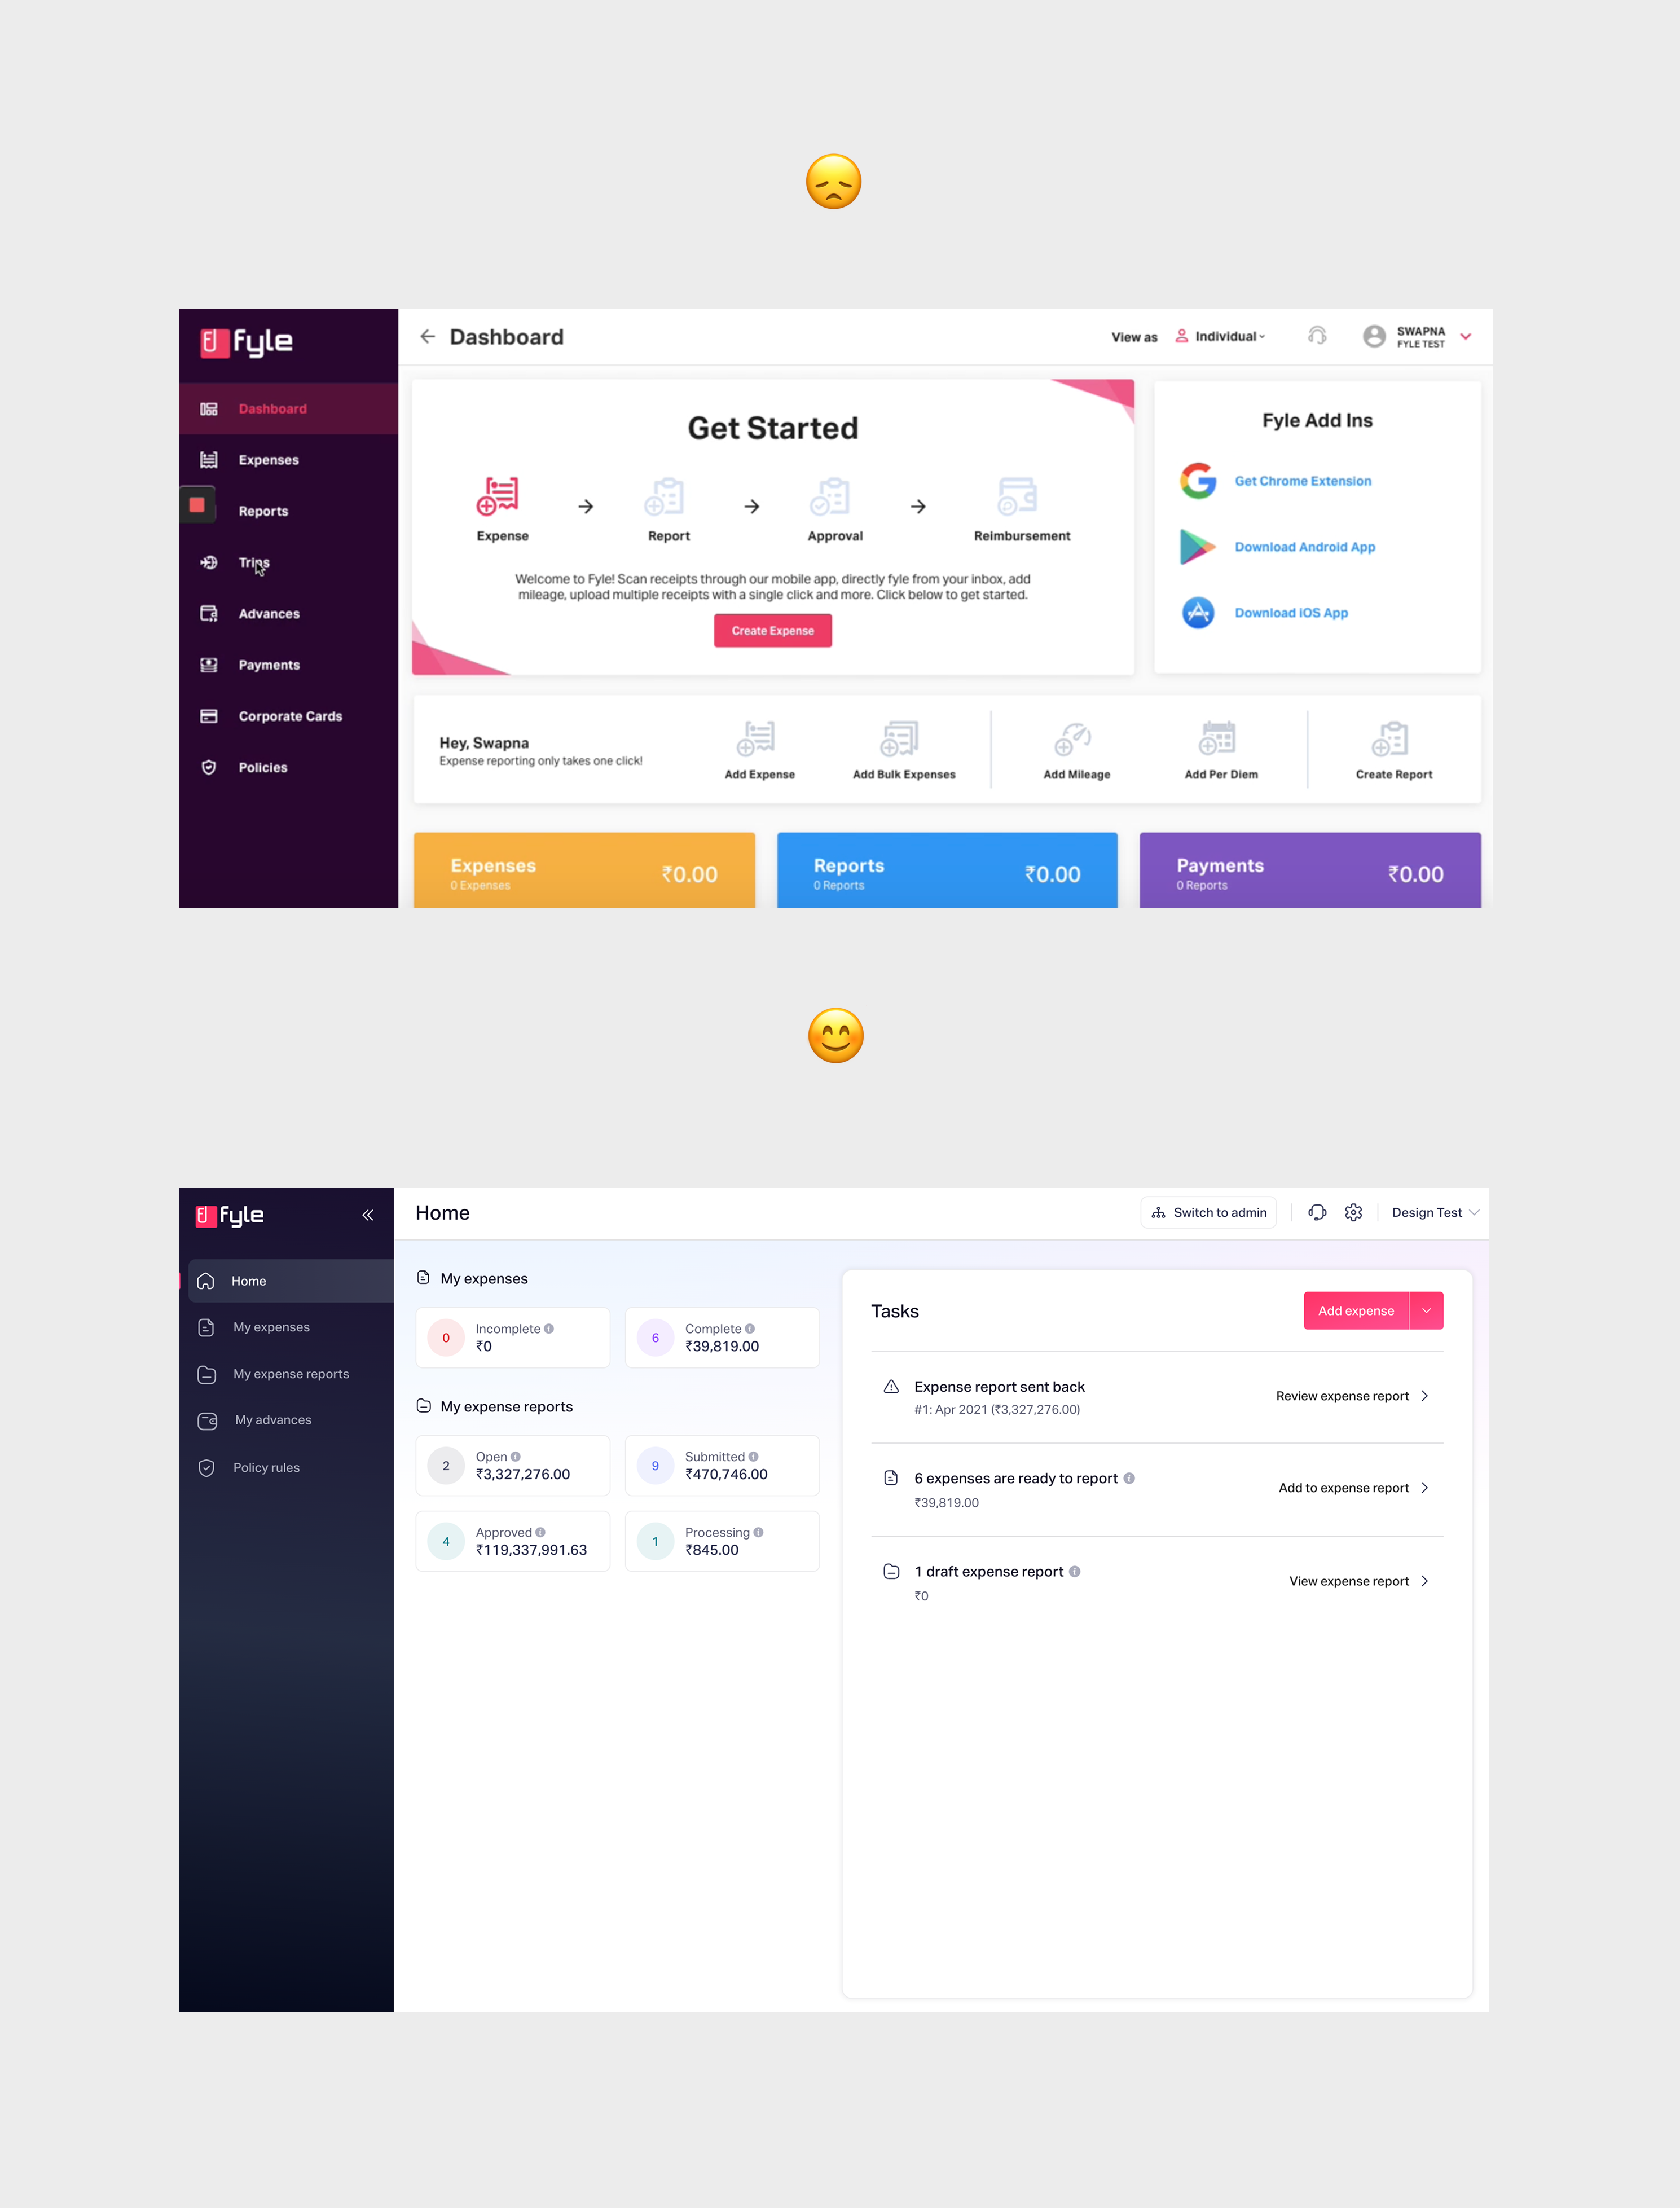 fyle
Dashboard
View as
Individual
SWAPNA
FYLE TEST
Dashboard
Expenses
Reports
Trips
Advances
Payments
Corporate Cards
Policies
Get Started
Expense
Report
Approval
Reimbursement
Welcome to Fyle! Scan receipts through our mobile app, directly fyle from your inbox, add
mileage, upload multiple receipts with a single click and more. Click below to get started.
Create Expense
Fyle Add Ins
Get Chrome Extension
Download Android App
Download iOS App
Hey, Swapna
Expense reporting only takes one click!
Add Expense
Add Bulk Expenses
Add Mileage
Add Per Diem
Create Report
Expenses
0 Expenses
₹0.00
Reports
0 Reports
₹0.00
Payments
0 Reports
₹0.00
fyle
Home
Switch to admin
Design Test
Home
My expenses
My expense reports
My advances
Policy rules
My expenses
0
Incomplete
₹0
6
Complete
₹39,819.00
My expense reports
2
Open
₹3,327,276.00
9
Submitted
₹470,746.00
4
Approved
₹119,337,991.63
1
Processing
₹845.00
Tasks
Add expense
Expense report sent back
#1: Apr 2021 (₹3,327,276.00)
Review expense report
6 expenses are ready to report
₹39,819.00
Add to expense report
1 draft expense report
₹0
View expense report